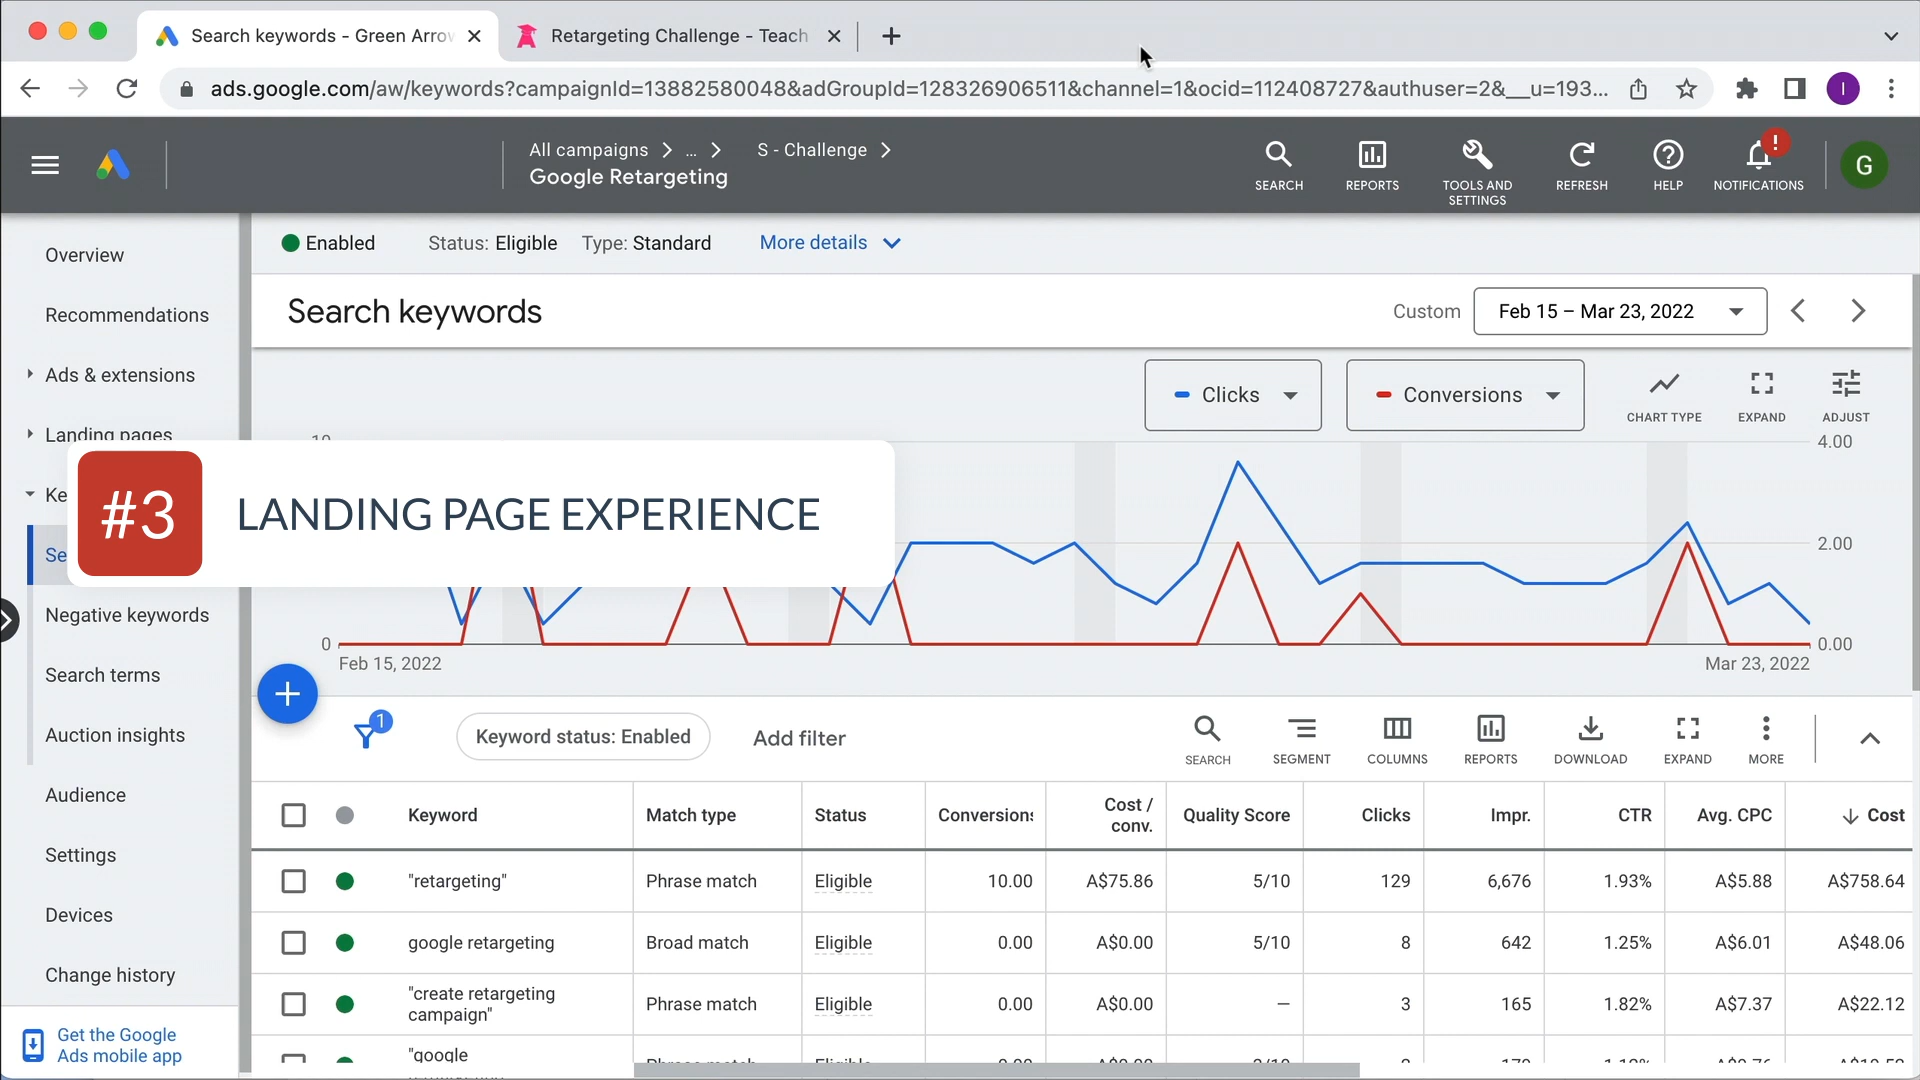 Search keywords - Green Arro
Retargeting Challenge - Teach
ads.google.com/aw/keywords?campaignId=13882580048&adGroupId=128326906511&channel=1&ocid=112408727&authuser=2&__u=193...
I
All campaigns > ... > S - Challenge >
Google Retargeting
SEARCH
REPORTS
TOOLS AND
SETTINGS
REFRESH
HELP
!
NOTIFICATIONS
G
Overview
Recommendations
Ads & extensions
Landing pages
Ke
Se
Negative keywords
Search terms
Auction insights
Audience
Settings
Devices
Change history
Get the Google
Ads mobile app
Enabled
Status: Eligible
Type: Standard
More details
Search keywords
Custom
Feb 15 – Mar 23, 2022
Clicks
Conversions
CHART TYPE
EXPAND
ADJUST
10
4.00
2.00
0
0.00
Feb 15, 2022
Mar 23, 2022
#3 LANDING PAGE EXPERIENCE
1
Keyword status: Enabled
Add filter
SEARCH
SEGMENT
COLUMNS
REPORTS
DOWNLOAD
EXPAND
MORE
Keyword Match type Status Conversions Cost / conv. Quality Score Clicks Impr. CTR Avg. CPC Cost
"retargeting" Phrase match Eligible 10.00 A$75.86 5/10 129 6,676 1.93% A$5.88 A$758.64
google retargeting Broad match Eligible 0.00 A$0.00 5/10 8 642 1.25% A$6.01 A$48.06
"create retargeting
campaign" Phrase match Eligible 0.00 A$0.00 — 3 165 1.82% A$7.37 A$22.12
"google